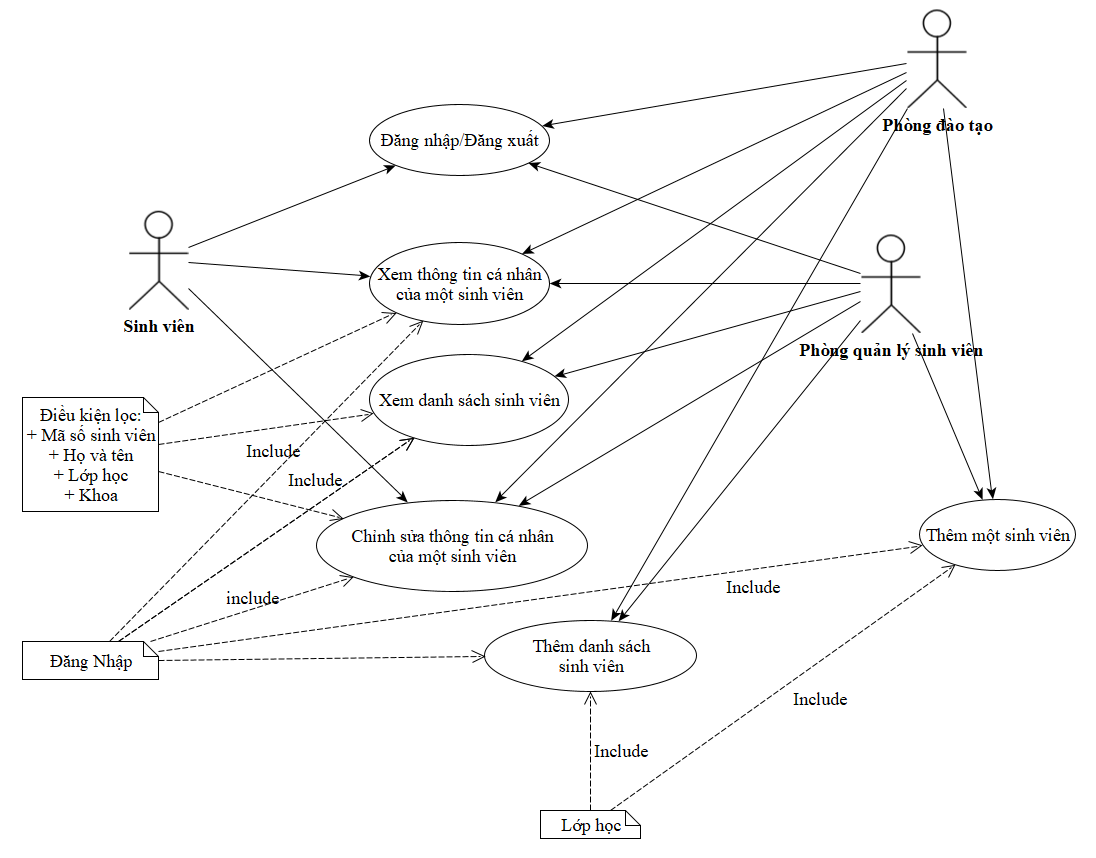 Phòng đào tạo
Đăng nhập/Đăng xuất
Sinh viên
Xem thông tin cá nhân
của một sinh viên
Phòng quản lý sinh viên
Xem danh sách sinh viên
Điều kiện lọc:
+ Mã số sinh viên
+ Họ và tên
+ Lớp học
+ Khoa
Include
Include
Chỉnh sửa thông tin cá nhân
của một sinh viên
Thêm một sinh viên
include
Include
Đăng Nhập
Thêm danh sách
sinh viên
Include
Include
Lớp học